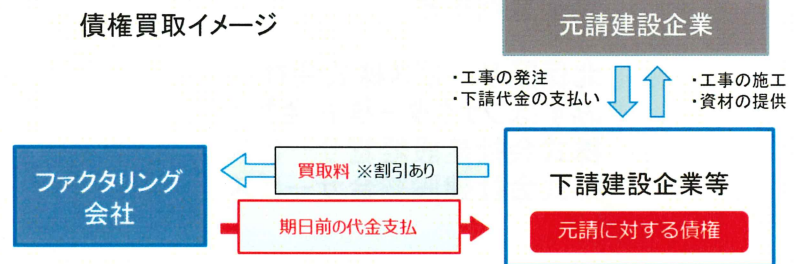 債権買取イメージ
元請建設企業
・工事の発注
・下請代金の支払い
・工事の施工
・資材の提供
ファクタリング
会社
買取料 ※割引あり
期日前の代金支払
下請建設企業等
元請に対する債権